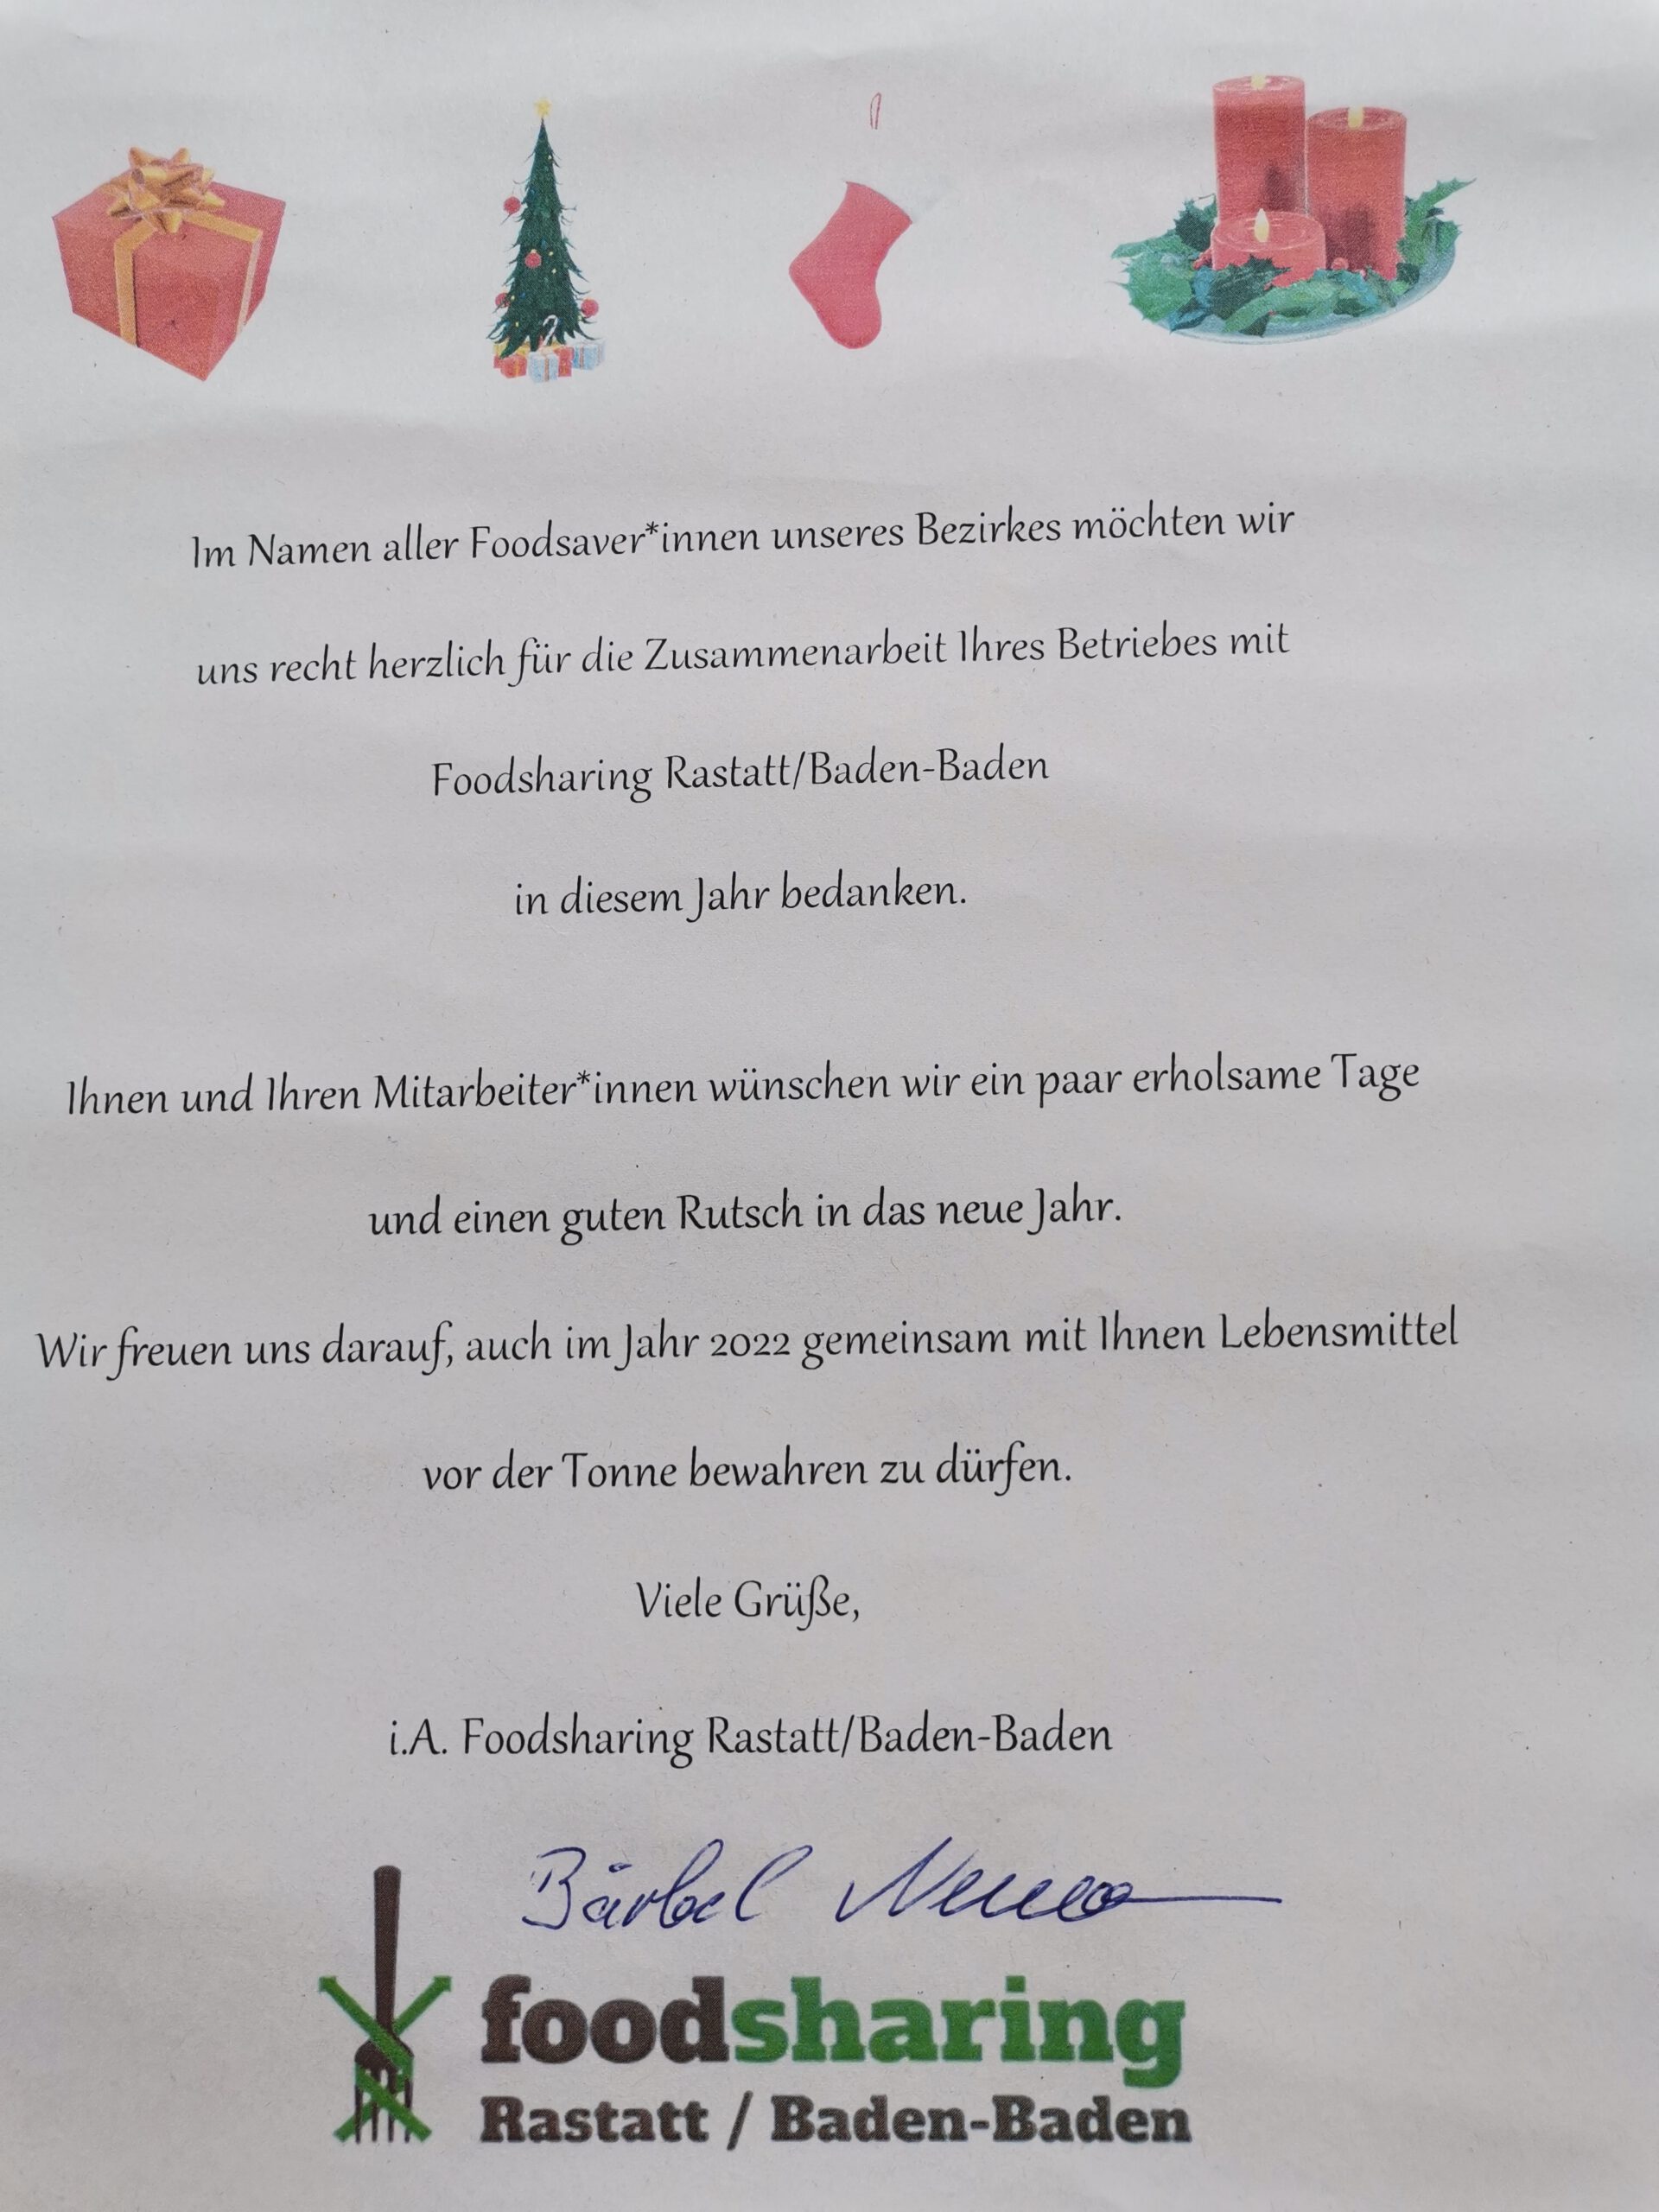 Im Namen aller Foodsaver*innen unseres Bezirkes möchten wir
uns recht herzlich für die Zusammenarbeit Ihres Betriebes mit
Foodsharing Rastatt/Baden-Baden
in diesem Jahr bedanken.
Ihnen und Ihren Mitarbeiter*innen wünschen wir ein paar erholsame Tage
und einen guten Rutsch in das neue Jahr.
Wir freuen uns darauf, auch im Jahr 2022 gemeinsam mit Ihnen Lebensmittel
vor der Tonne bewahren zu dürfen.
Viele Grüße,
i.A. Foodsharing Rastatt/Baden-Baden
Bärbel
foodsharing
Rastatt / Baden-Baden